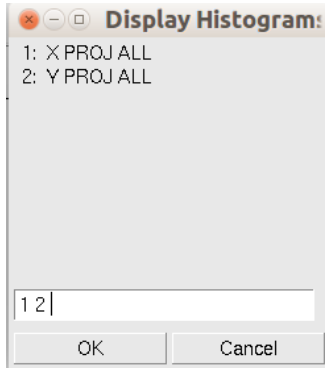 Display Histograms
1: X PROJ ALL
2: Y PROJ ALL
1 2
OK
Cancel